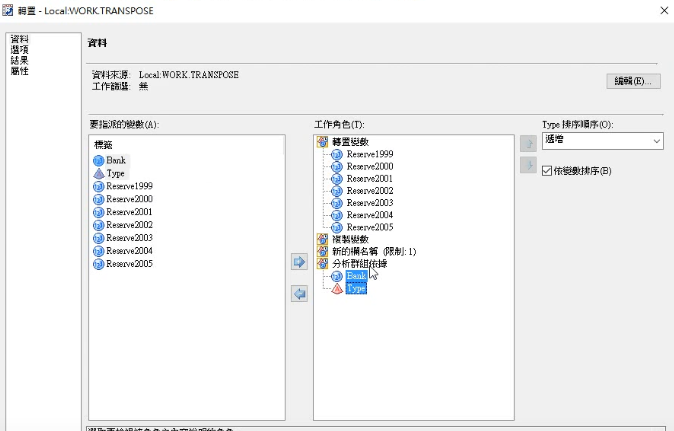 轉置 - Local:WORK.TRANSPOSE
資料
選項
結果
屬性
資料
資料來源: Local:WORK.TRANSPOSE
工作篩選: 無
編輯(E)...
要指派的變數(A):
標籤
Bank
Type
Reserve1999
Reserve2000
Reserve2001
Reserve2002
Reserve2003
Reserve2004
Reserve2005
工作角色(T):
轉置變數
Reserve1999
Reserve2000
Reserve2001
Reserve2002
Reserve2003
Reserve2004
Reserve2005
複製變數
新的欄名稱 (限制: 1)
分析群組依據
Bank
Type
Type 排序順序(O):
遞增
依變數排序(B)